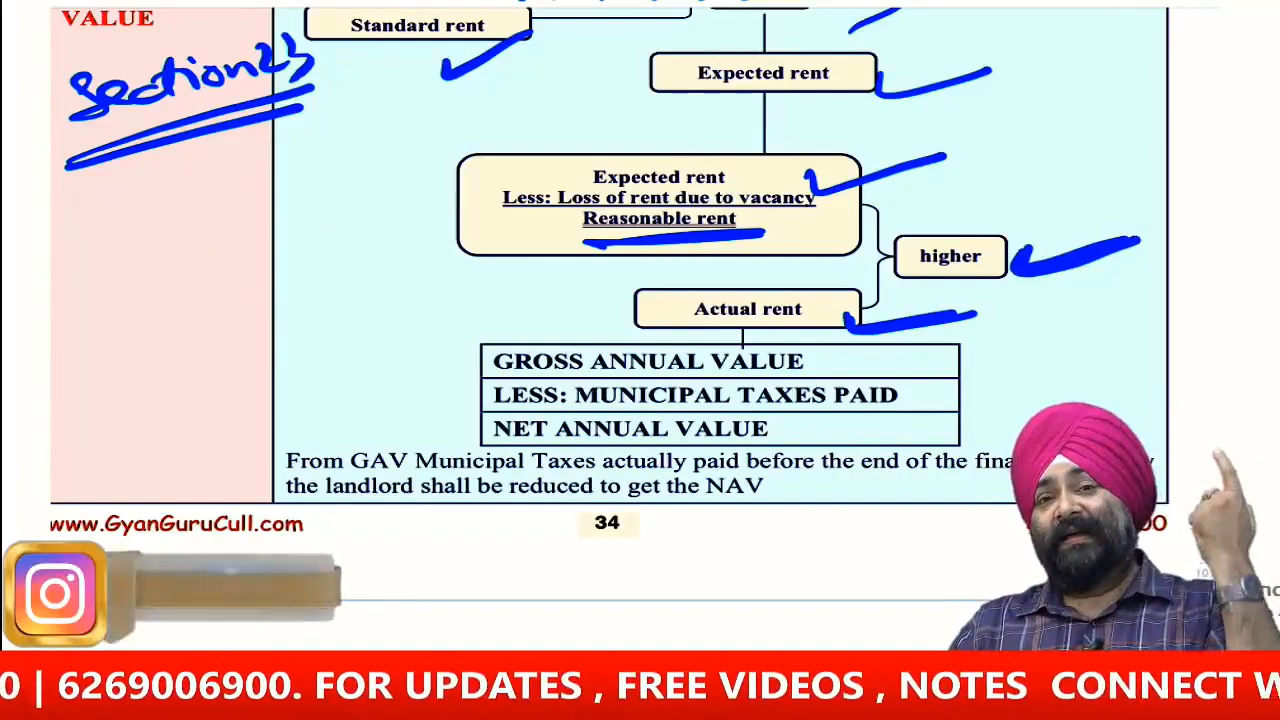 VALUE
Section 23
Standard rent
Expected rent
Expected rent
Less: Loss of rent due to vacancy
Reasonable rent
higher
Actual rent
GROSS ANNUAL VALUE
LESS: MUNICIPAL TAXES PAID
NET ANNUAL VALUE
From GAV Municipal Taxes actually paid before the end of the
the landlord shall be reduced to get the NAV
www.GyanGuruCull.com
34
0 | 6269006900. FOR UPDATES , FREE VIDEOS , NOTES CONNECT